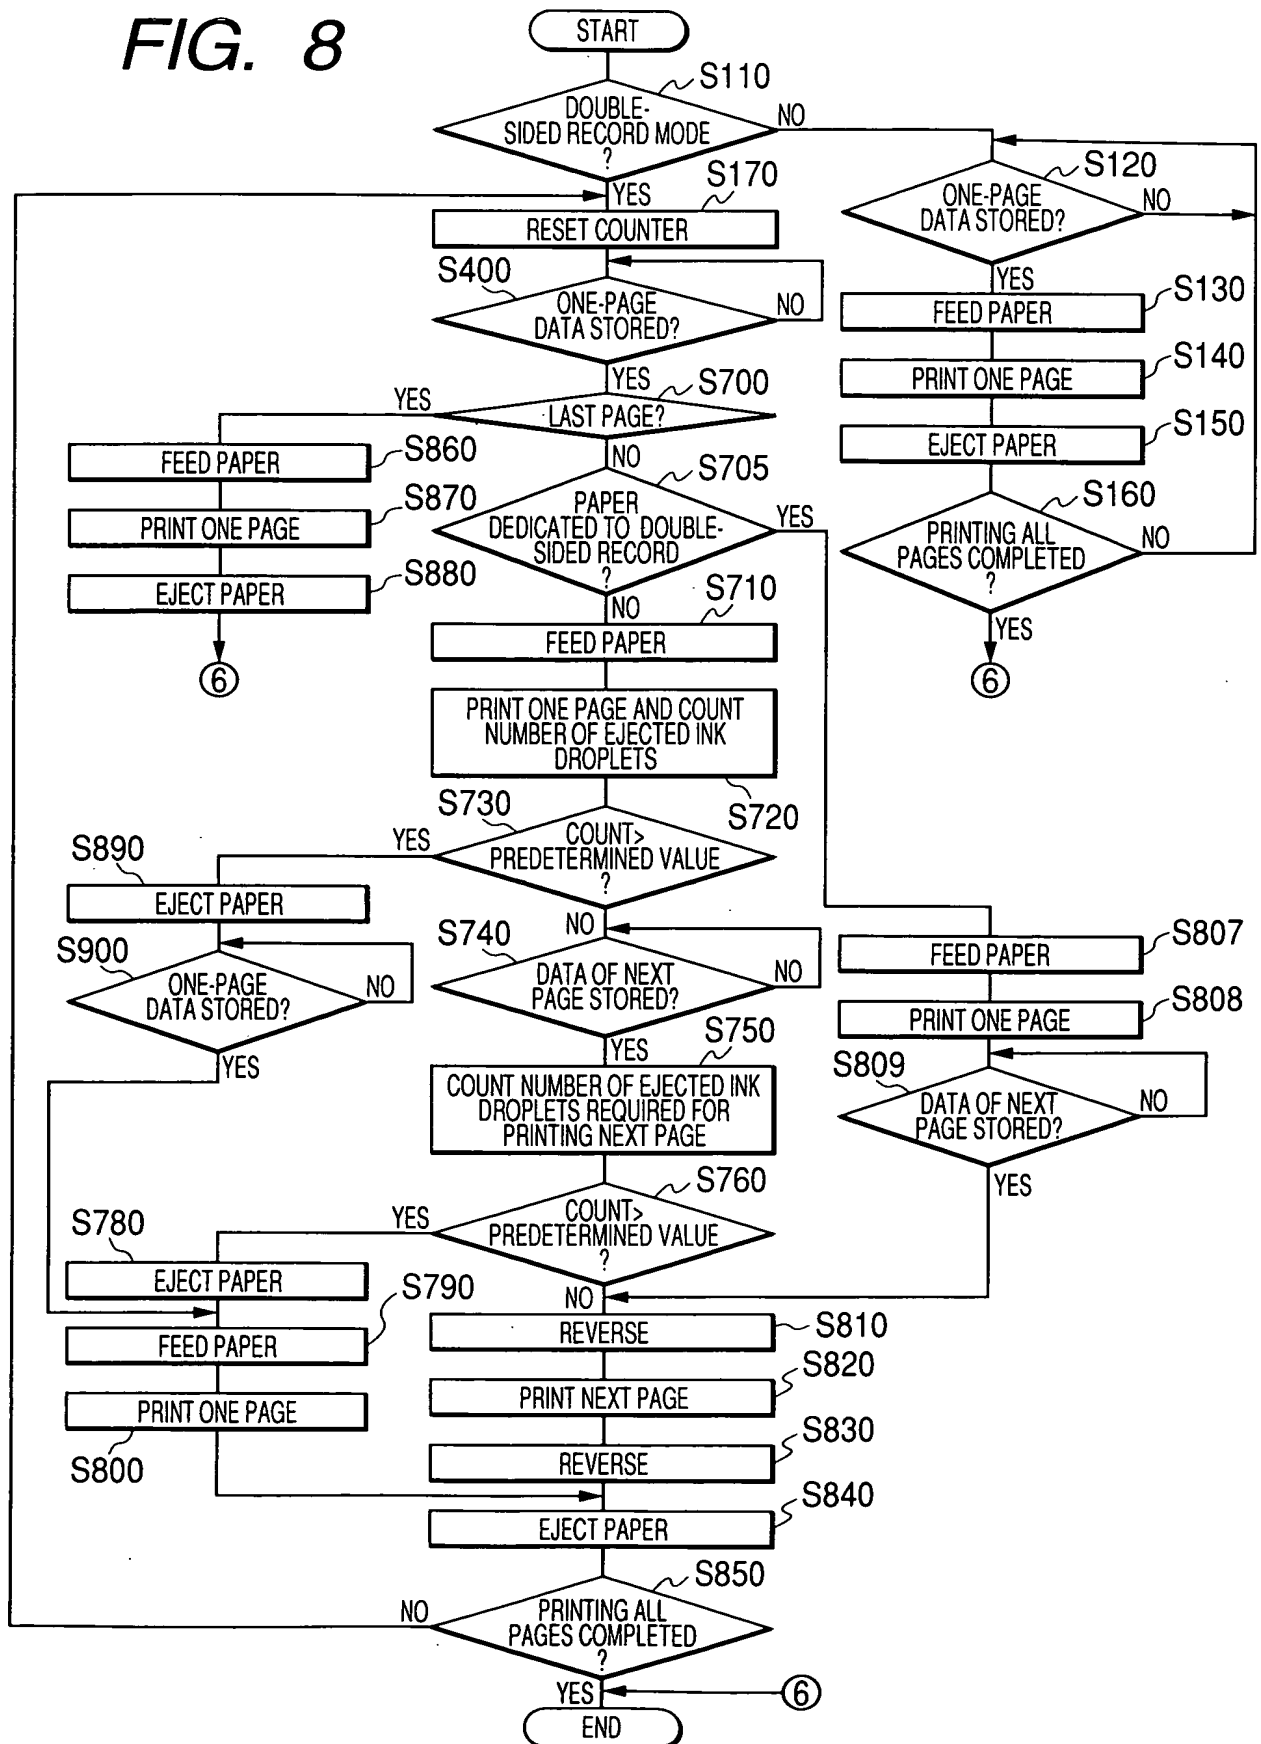 FIG. 8
START
S110
DOUBLE-
SIDED RECORD MODE
?
NO
YES
S170
RESET COUNTER
S400
ONE-PAGE
DATA STORED?
NO
YES
S700
LAST PAGE?
YES
NO
S860
FEED PAPER
S870
PRINT ONE PAGE
S880
EJECT PAPER
6
S120
ONE-PAGE
DATA STORED?
NO
YES
S130
FEED PAPER
S140
PRINT ONE PAGE
S150
EJECT PAPER
S160
PRINTING ALL
PAGES COMPLETED
?
NO
YES
6
S705
PAPER
DEDICATED TO DOUBLE-
SIDED RECORD
?
YES
NO
S710
FEED PAPER
PRINT ONE PAGE AND COUNT
NUMBER OF EJECTED INK
DROPLETS
S720
S730
COUNT>
PREDETERMINED VALUE
?
YES
NO
S890
EJECT PAPER
S900
ONE-PAGE
DATA STORED?
NO
YES
S740
DATA OF NEXT
PAGE STORED?
NO
YES
S750
COUNT NUMBER OF EJECTED INK
DROPLETS REQUIRED FOR
PRINTING NEXT PAGE
S760
COUNT>
PREDETERMINED VALUE
?
YES
NO
S807
FEED PAPER
S808
PRINT ONE PAGE
S809
DATA OF NEXT
PAGE STORED?
NO
YES
S780
EJECT PAPER
S790
FEED PAPER
PRINT ONE PAGE
S800
S810
REVERSE
S820
PRINT NEXT PAGE
S830
REVERSE
S840
EJECT PAPER
S850
PRINTING ALL
PAGES COMPLETED
?
NO
YES
6
END